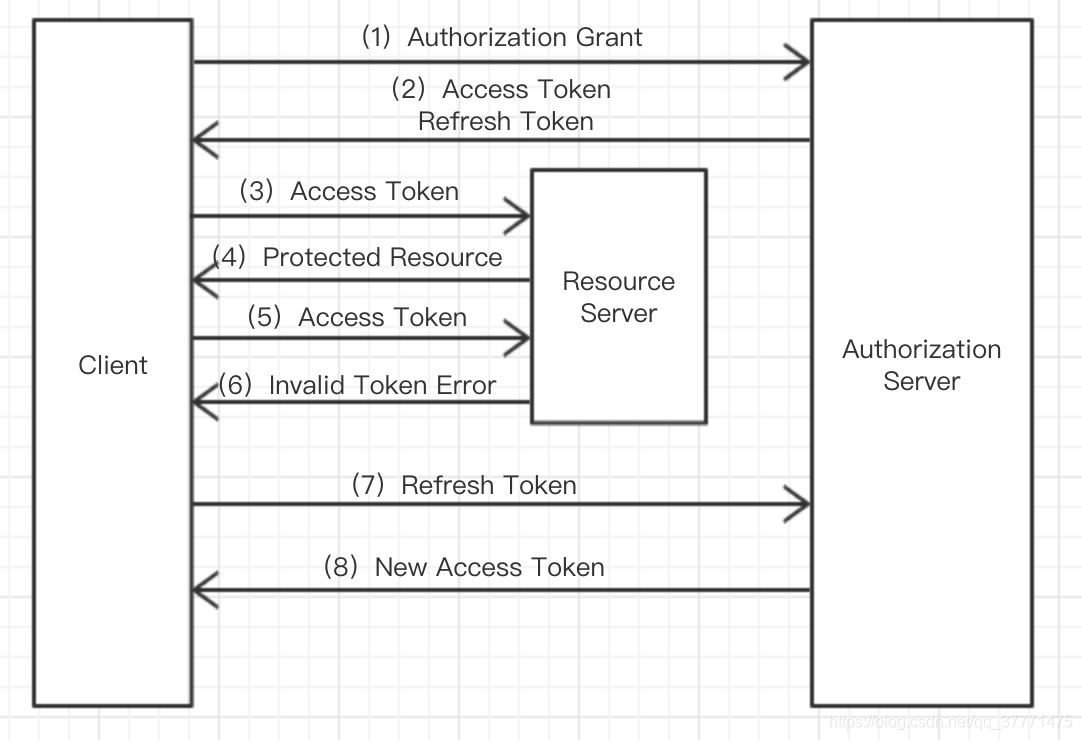 (1) Authorization Grant
(2) Access Token
Refresh Token
(3) Access Token
(4) Protected Resource
Resource
Server
(5) Access Token
Client
Authorization
Server
(6) Invalid Token Error
(7) Refresh Token
(8) New Access Token
https://blog.csdn.net/qq_37771475